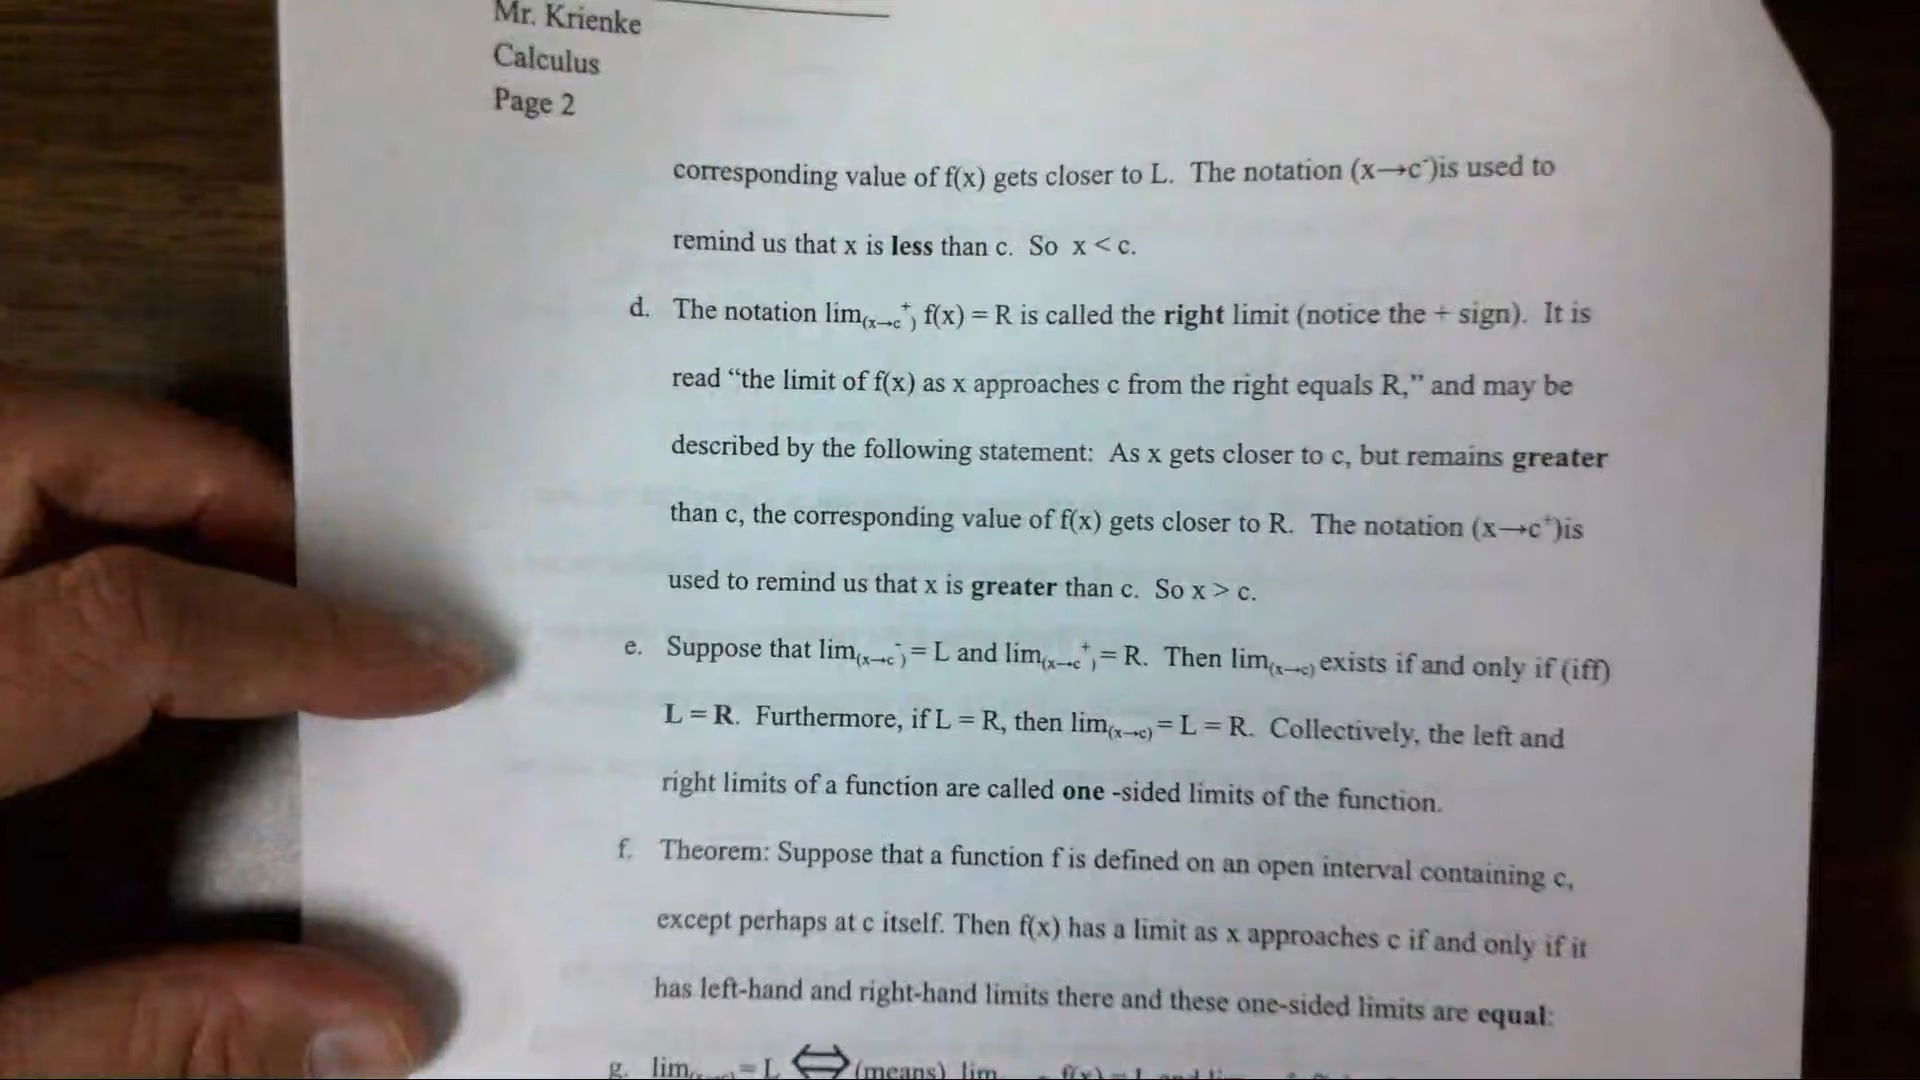 Mr. Krienke
Calculus
Page 2
corresponding value of f(x) gets closer to L. The notation (x→c⁻)is used to
remind us that x is less than c. So x < c.
d. The notation lim(x→c⁺) f(x) = R is called the right limit (notice the + sign). It is
read “the limit of f(x) as x approaches c from the right equals R,” and may be
described by the following statement: As x gets closer to c, but remains greater
than c, the corresponding value of f(x) gets closer to R. The notation (x→c⁺)is
used to remind us that x is greater than c. So x > c.
e. Suppose that lim(x→c⁻) = L and lim(x→c⁺) = R. Then lim(x→c) exists if and only if (iff)
L = R. Furthermore, if L = R, then lim(x→c) = L = R. Collectively, the left and
right limits of a function are called one -sided limits of the function.
f. Theorem: Suppose that a function f is defined on an open interval containing c,
except perhaps at c itself. Then f(x) has a limit as x approaches c if and only if it
has left-hand and right-hand limits there and these one-sided limits are equal:
g. lim = L ⇔ (means) lim